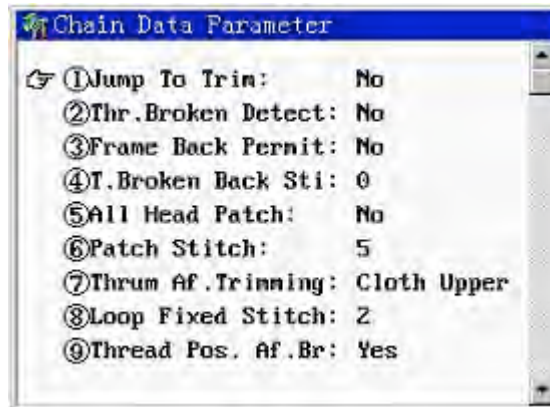 Chain Data Parameter
①Jump To Trim: No
②Thr.Broken Detect: No
③Frame Back Permit: No
④T.Broken Back Sti: 0
⑤All Head Patch: No
⑥Patch Stitch: 5
⑦Thrum Af.Trimming: Cloth Upper
⑧Loop Fixed Stitch: 2
⑨Thread Pos. Af.Br: Yes